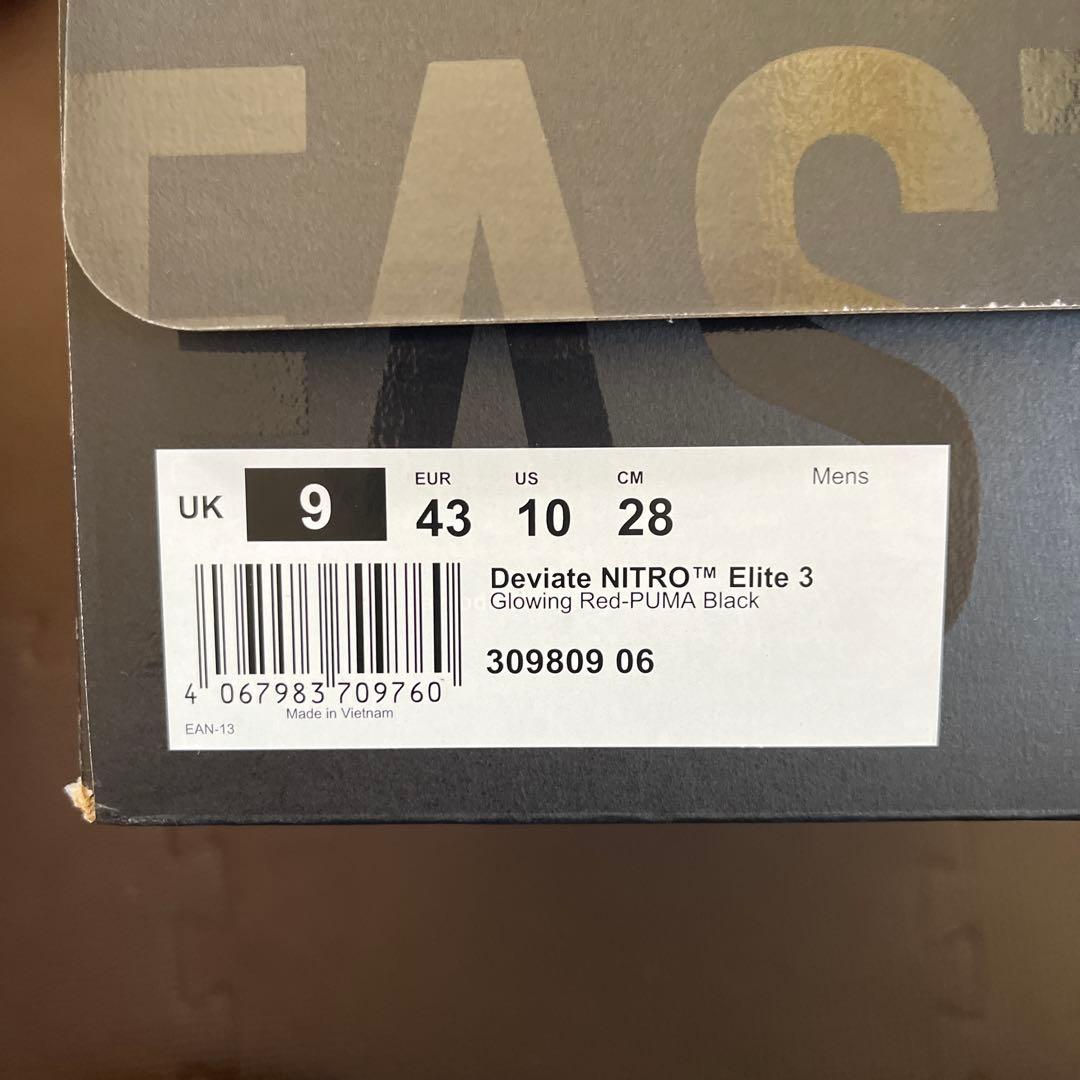 FAST
UK 9
EUR 43
US 10
CM 28
Mens
Deviate NITRO™ Elite 3
Glowing Red-PUMA Black
309809 06
4 067983 709760
Made in Vietnam
EAN-13